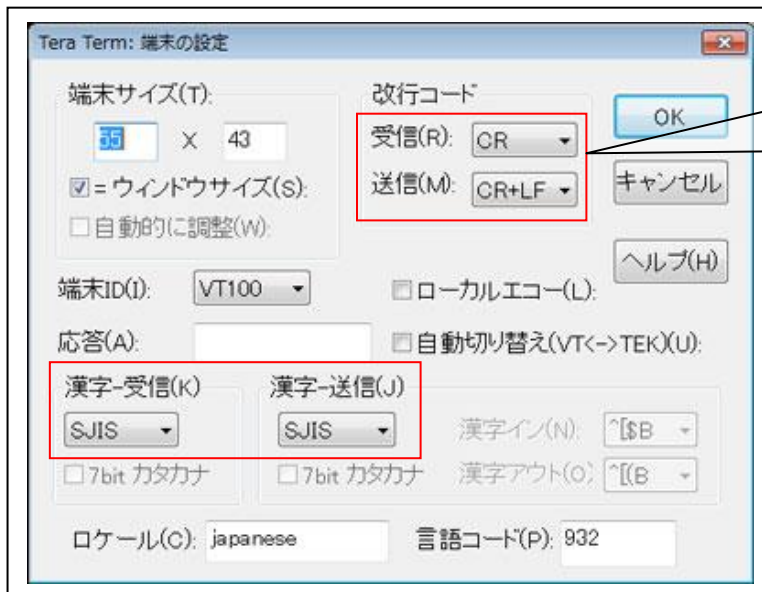 Tera Term: 端末の設定
端末サイズ(T):
55 X 43
☑= ウィンドウサイズ(S):
□自動的に調整(W):
改行コード
受信(R): CR
送信(M): CR+LF
OK
キャンセル
ヘルプ(H)
端末ID(I): VT100
□ローカルエコー(L):
応答(A):
□自動切り替え(VT<->TEK)(U):
漢字-受信(K)
SJIS
□7bit カタカナ
漢字-送信(J)
SJIS
□7bit カタカナ
漢字イン(N): ^[$B
漢字アウト(O) ^[(B
ロケール(C): japanese
言語コード(P): 932